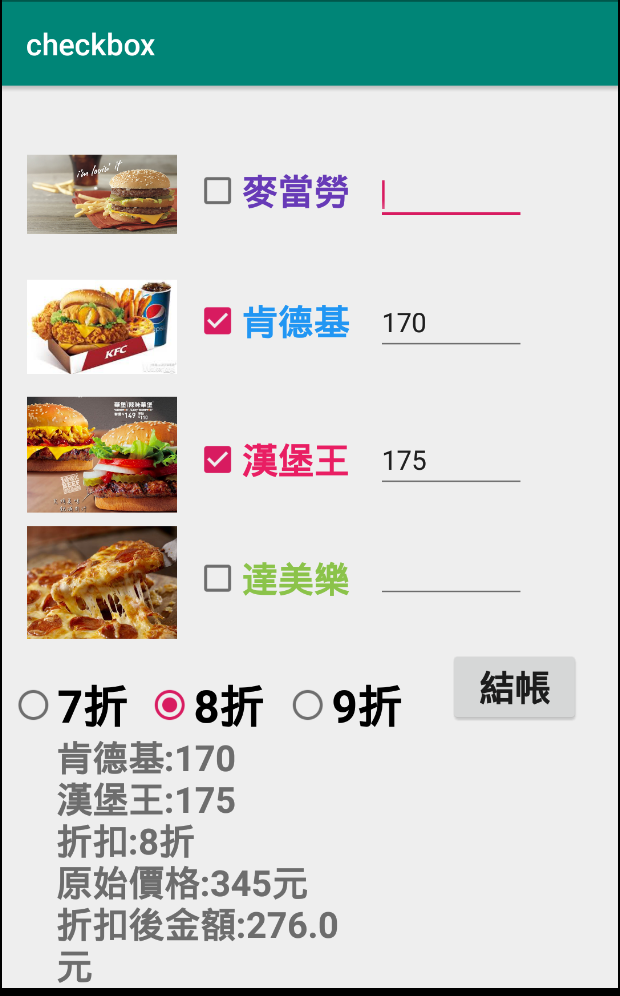 checkbox
i'm lovin' it
麥當勞
肯德基 170
KFC
漢堡王 175
達美樂
7折 8折 9折 結帳
肯德基:170
漢堡王:175
折扣:8折
原始價格:345元
折扣後金額:276.0
元